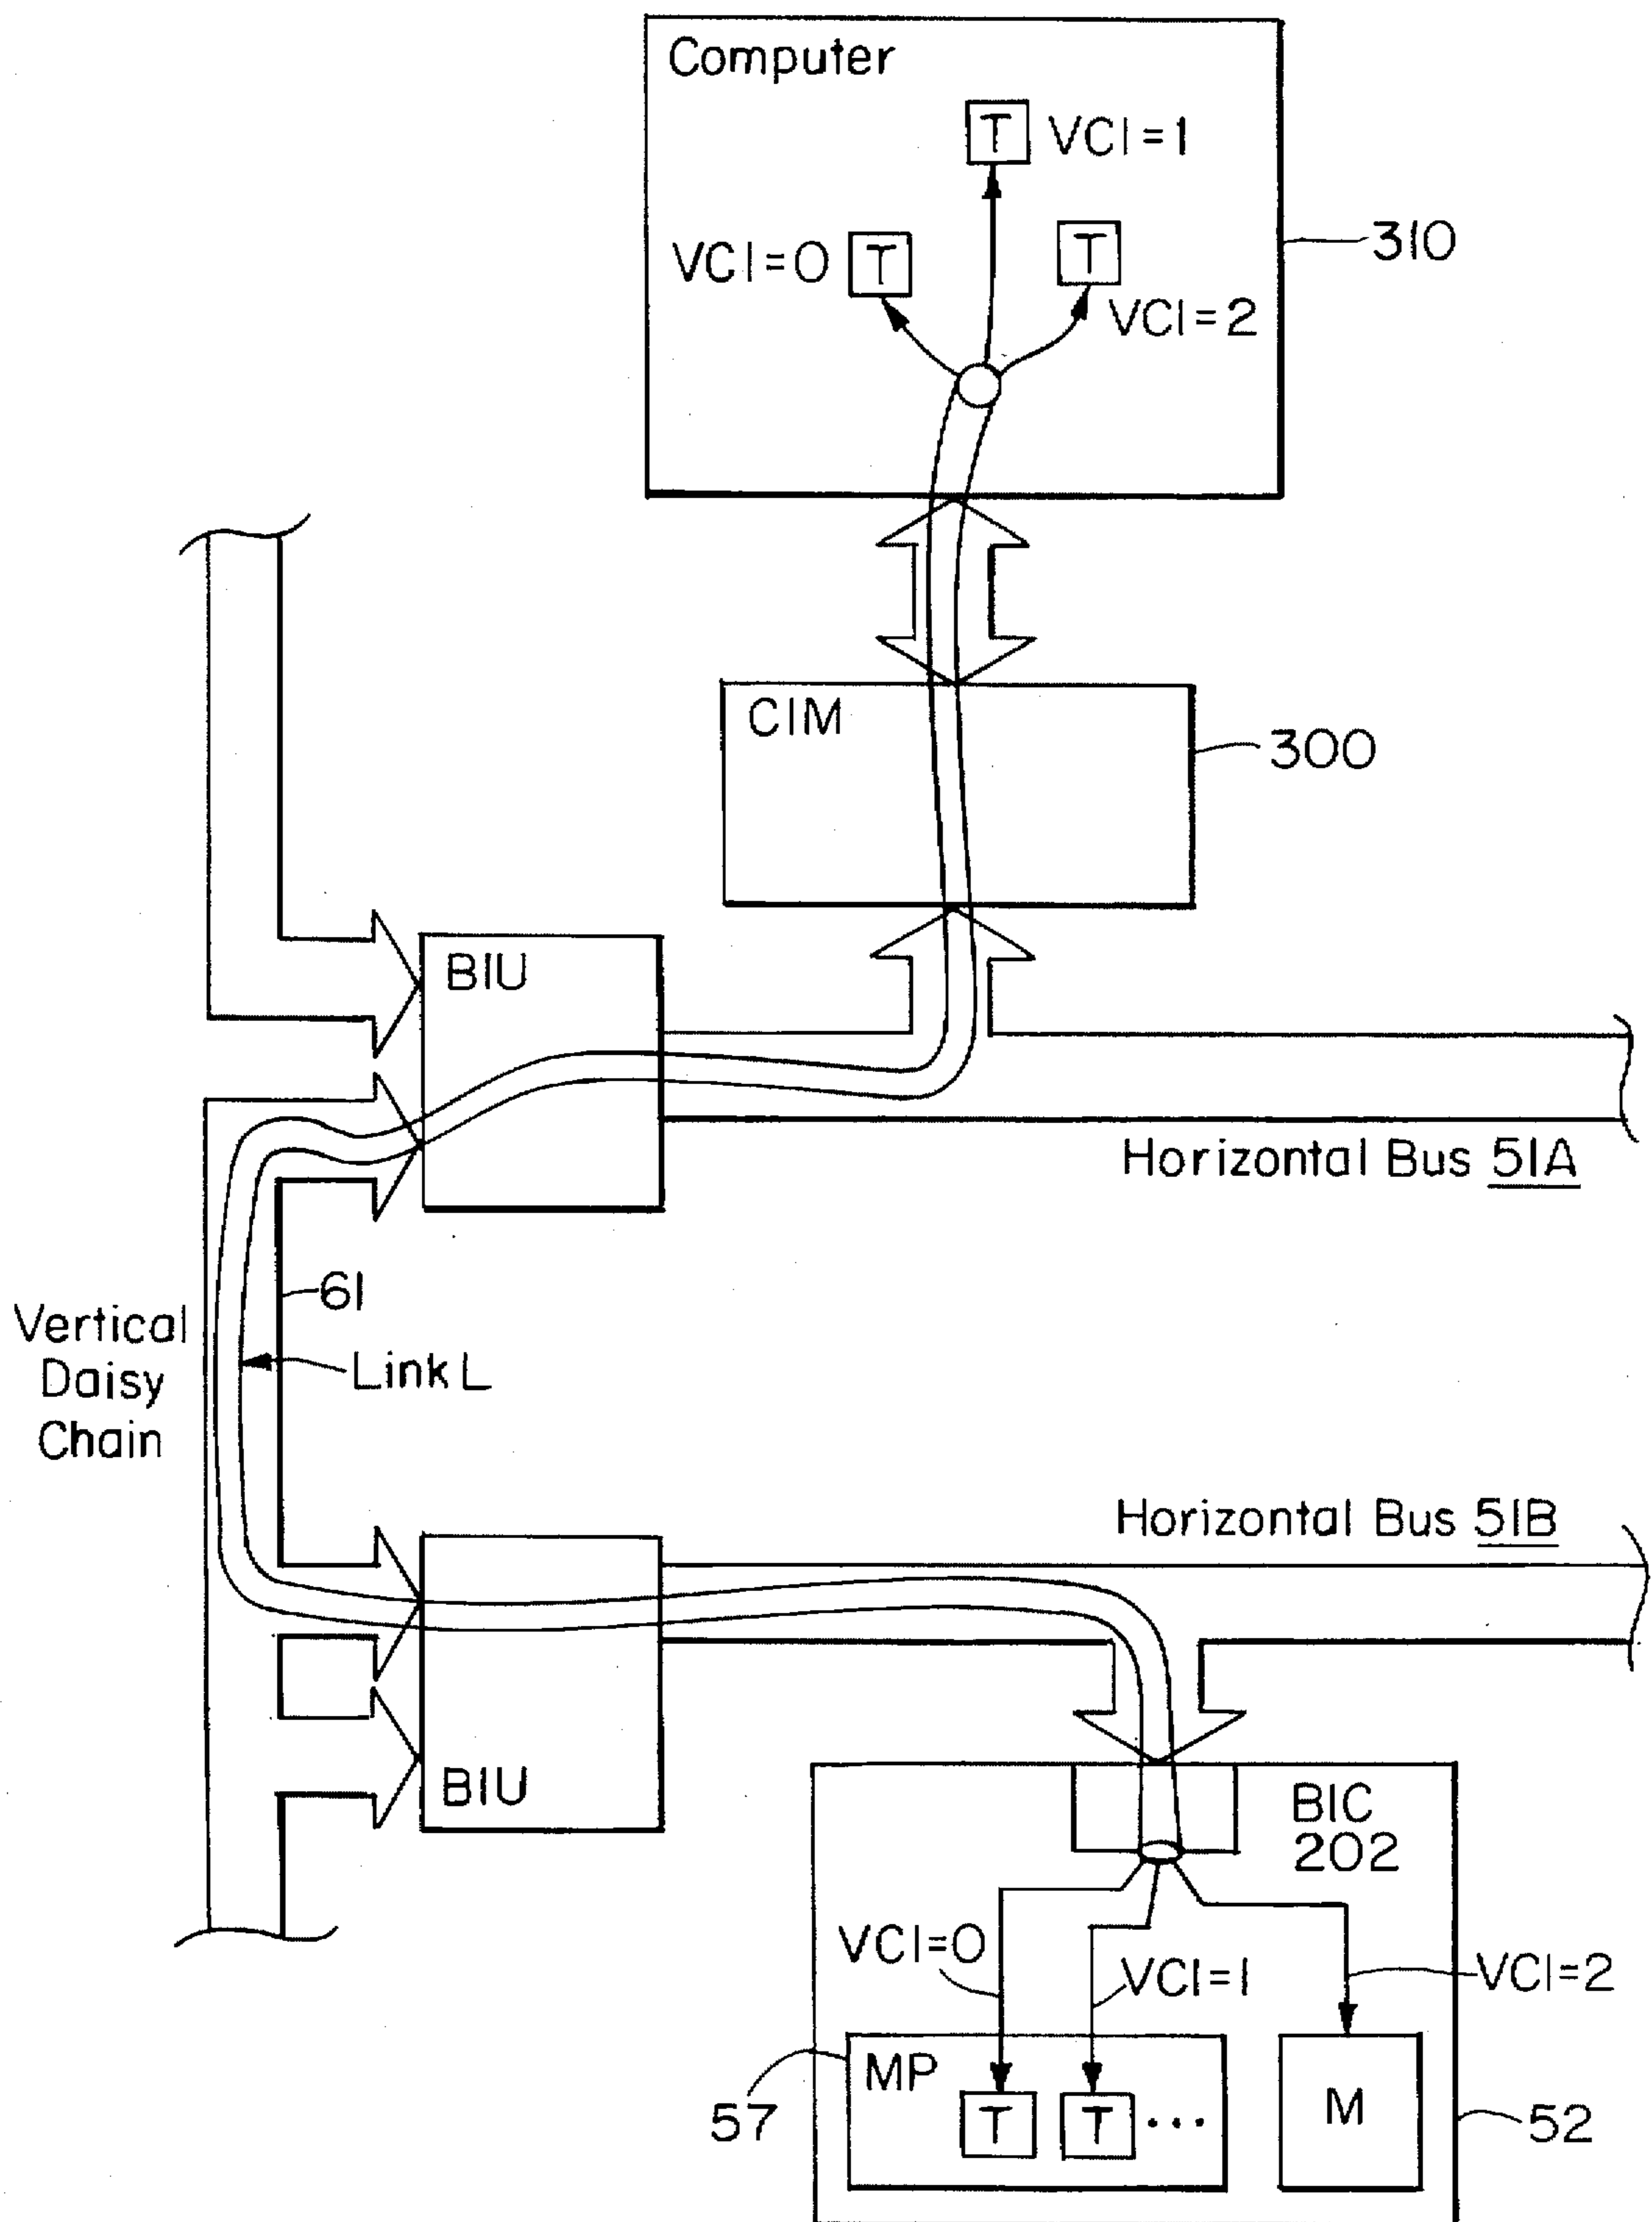 Computer
T VCI=1
VCI=0 T
T
VCI=2
310
CIM
300
BIU
Horizontal Bus 51A
61
Vertical
Daisy
Chain
Link L
Horizontal Bus 51B
BIU
BIC
202
VCI=0
VCI=1
VCI=2
MP
T
T ...
M
57
52